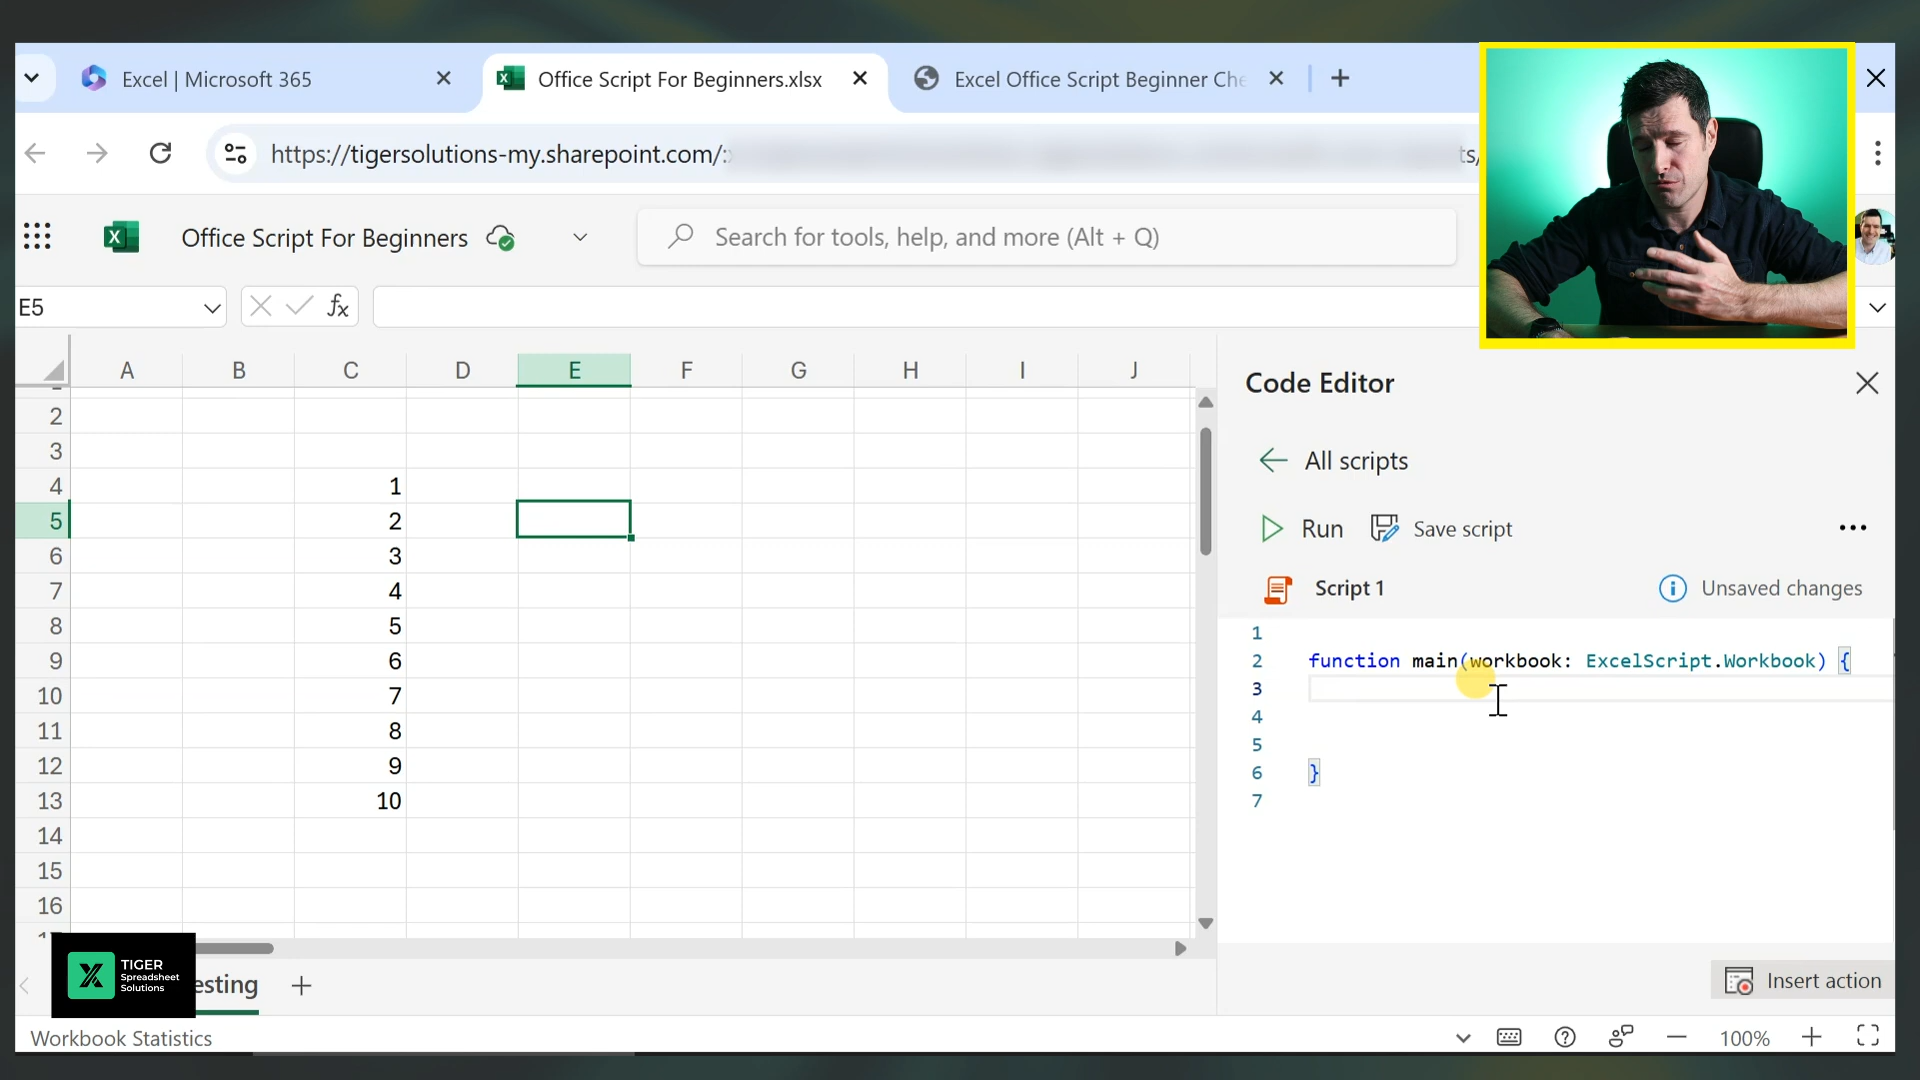 Excel | Microsoft 365
Office Script For Beginners.xlsx
Excel Office Script Beginner Che
https://tigersolutions-my.sharepoint.com/:
ts/
Office Script For Beginners
Search for tools, help, and more (Alt + Q)
E5
fx
A B C D E F G H I J
2
3
4 1
5 2
6 3
7 4
8 5
9 6
10 7
11 8
12 9
13 10
14
15
16
Code Editor
All scripts
Run Save script
Script 1 Unsaved changes
1
2 function main(workbook: ExcelScript.Workbook) {
3
4
5
6 }
7
Insert action
TIGER
Spreadsheet
Solutions
esting
Workbook Statistics
100%